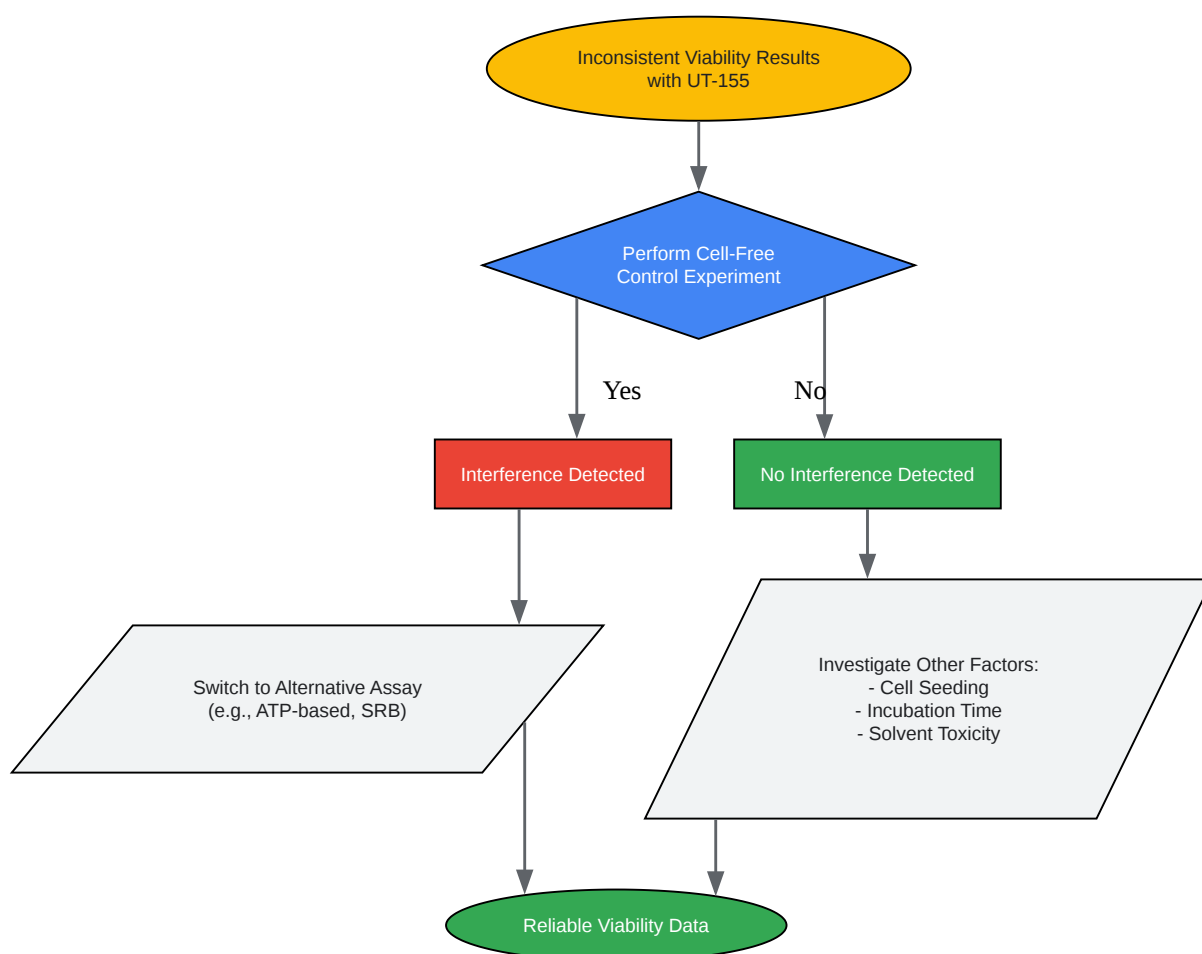 Inconsistent Viability Results
with UT-155
Perform Cell-Free
Control Experiment
Yes
No
Interference Detected
No Interference Detected
Switch to Alternative Assay
(e.g., ATP-based, SRB)
Investigate Other Factors:
- Cell Seeding
- Incubation Time
- Solvent Toxicity
Reliable Viability Data